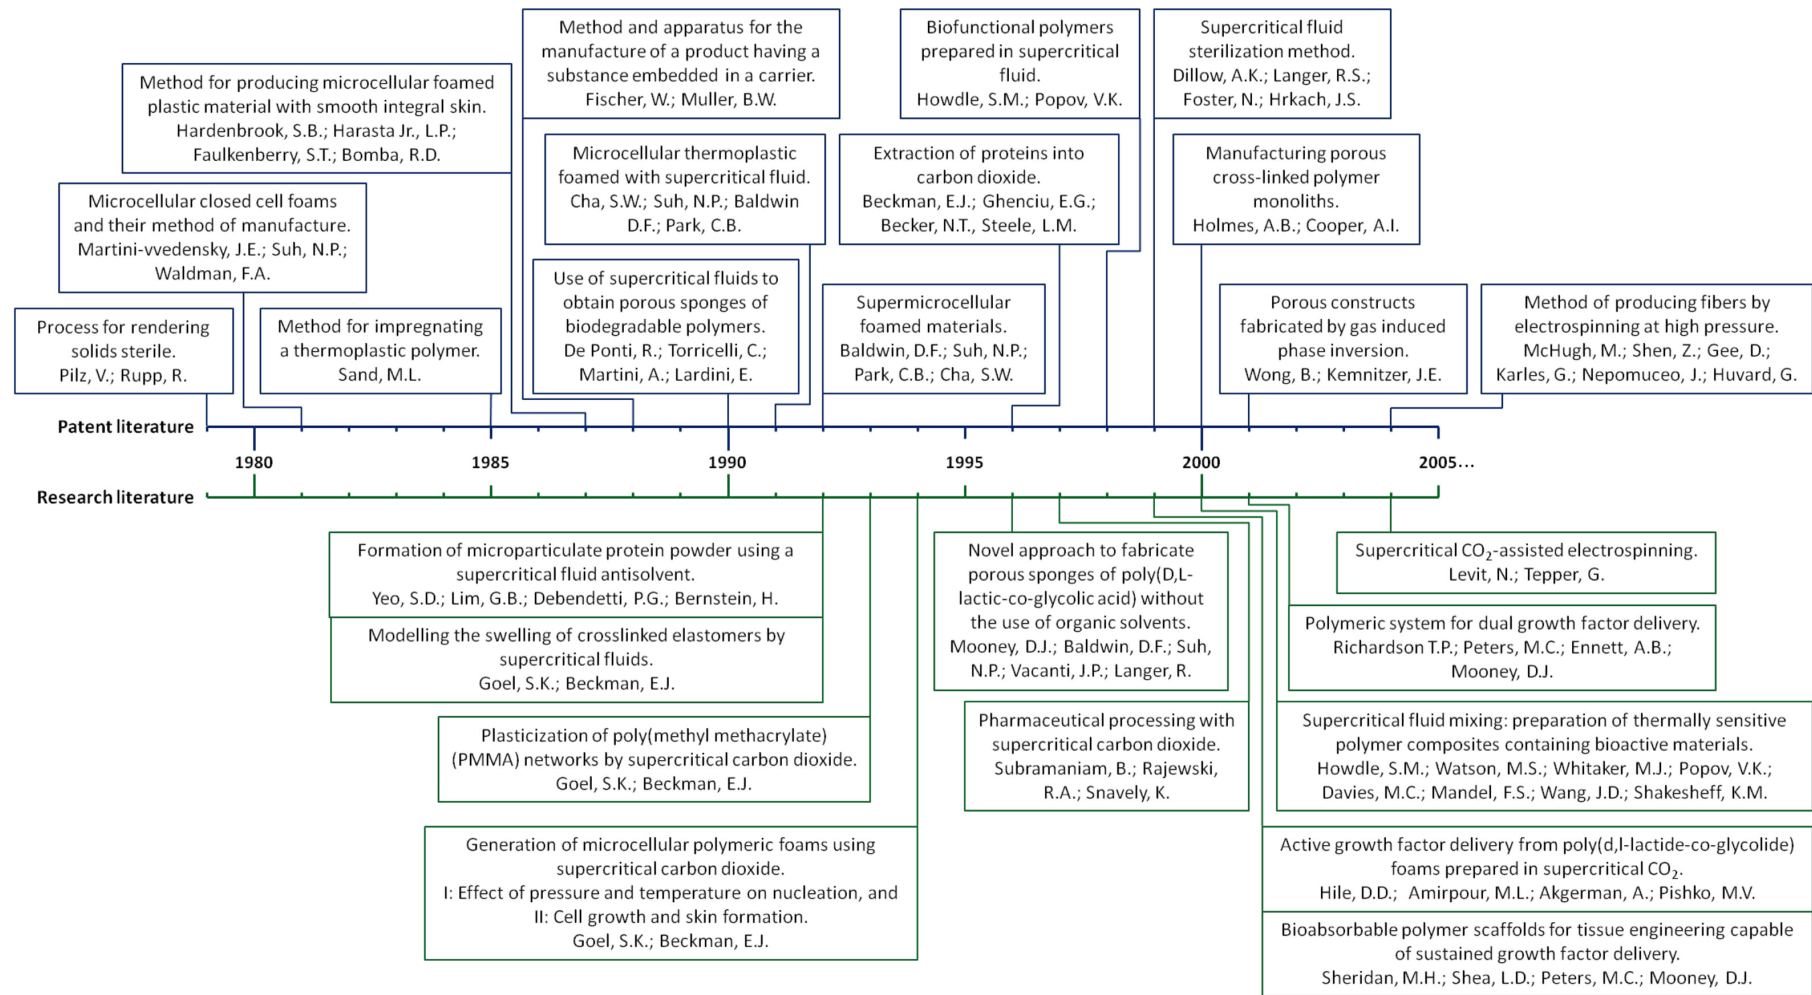 Method for producing microcellular foamed
plastic material with smooth integral skin.
Hardenbrook, S.B.; Harasta Jr., L.P.;
Faulkenberry, S.T.; Bomba, R.D.
Method and apparatus for the
manufacture of a product having a
substance embedded in a carrier.
Fischer, W.; Muller, B.W.
Biofunctional polymers
prepared in supercritical
fluid.
Howdle, S.M.; Popov, V.K.
Supercritical fluid
sterilization method.
Dillow, A.K.; Langer, R.S.;
Foster, N.; Hrkach, J.S.
Microcellular closed cell foams
and their method of manufacture.
Martini-vvedensky, J.E.; Suh, N.P.;
Waldman, F.A.
Microcellular thermoplastic
foamed with supercritical fluid.
Cha, S.W.; Suh, N.P.; Baldwin
D.F.; Park, C.B.
Extraction of proteins into
carbon dioxide.
Beckman, E.J.; Ghenciu, E.G.;
Becker, N.T., Steele, L.M.
Manufacturing porous
cross-linked polymer
monoliths.
Holmes, A.B.; Cooper, A.I.
Process for rendering
solids sterile.
Pilz, V.; Rupp, R.
Method for impregnating
a thermoplastic polymer.
Sand, M.L.
Use of supercritical fluids to
obtain porous sponges of
biodegradable polymers.
De Ponti, R.; Torricelli, C.;
Martini, A.; Lardini, E.
Supermicrocellular
foamed materials.
Baldwin, D.F.; Suh, N.P.;
Park, C.B.; Cha, S.W.
Porous constructs
fabricated by gas induced
phase inversion.
Wong, B.; Kemnitzer, J.E.
Method of producing fibers by
electrospinning at high pressure.
McHugh, M.; Shen, Z.; Gee, D.;
Karles, G.; Nepomuceo, J.; Huvard, G.
Patent literature
1980 1985 1990 1995 2000 2005...
Research literature
Formation of microparticulate protein powder using a
supercritical fluid antisolvent.
Yeo, S.D.; Lim, G.B.; Debendetti, P.G.; Bernstein, H.
Modelling the swelling of crosslinked elastomers by
supercritical fluids.
Goel, S.K.; Beckman, E.J.
Plasticization of poly(methyl methacrylate)
(PMMA) networks by supercritical carbon dioxide.
Goel, S.K.; Beckman, E.J.
Generation of microcellular polymeric foams using
supercritical carbon dioxide.
I: Effect of pressure and temperature on nucleation, and
II: Cell growth and skin formation.
Goel, S.K.; Beckman, E.J.
Novel approach to fabricate
porous sponges of poly(D,L-
lactic-co-glycolic acid) without
the use of organic solvents.
Mooney, D.J.; Baldwin, D.F.; Suh,
N.P.; Vacanti, J.P.; Langer, R.
Pharmaceutical processing with
supercritical carbon dioxide.
Subramaniam, B.; Rajewski,
R.A.; Snavely, K.
Supercritical CO2-assisted electrospinning.
Levit, N.; Tepper, G.
Polymeric system for dual growth factor delivery.
Richardson T.P.; Peters, M.C.; Ennett, A.B.;
Mooney, D.J.
Supercritical fluid mixing: preparation of thermally sensitive
polymer composites containing bioactive materials.
Howdle, S.M.; Watson, M.S.; Whitaker, M.J.; Popov, V.K.;
Davies, M.C.; Mandel, F.S.; Wang, J.D.; Shakesheff, K.M.
Active growth factor delivery from poly(d,l-lactide-co-glycolide)
foams prepared in supercritical CO2.
Hile, D.D.; Amirpour, M.L.; Akgerman, A.; Pishko, M.V.
Bioabsorbable polymer scaffolds for tissue engineering capable
of sustained growth factor delivery.
Sheridan, M.H.; Shea, L.D.; Peters, M.C.; Mooney, D.J.